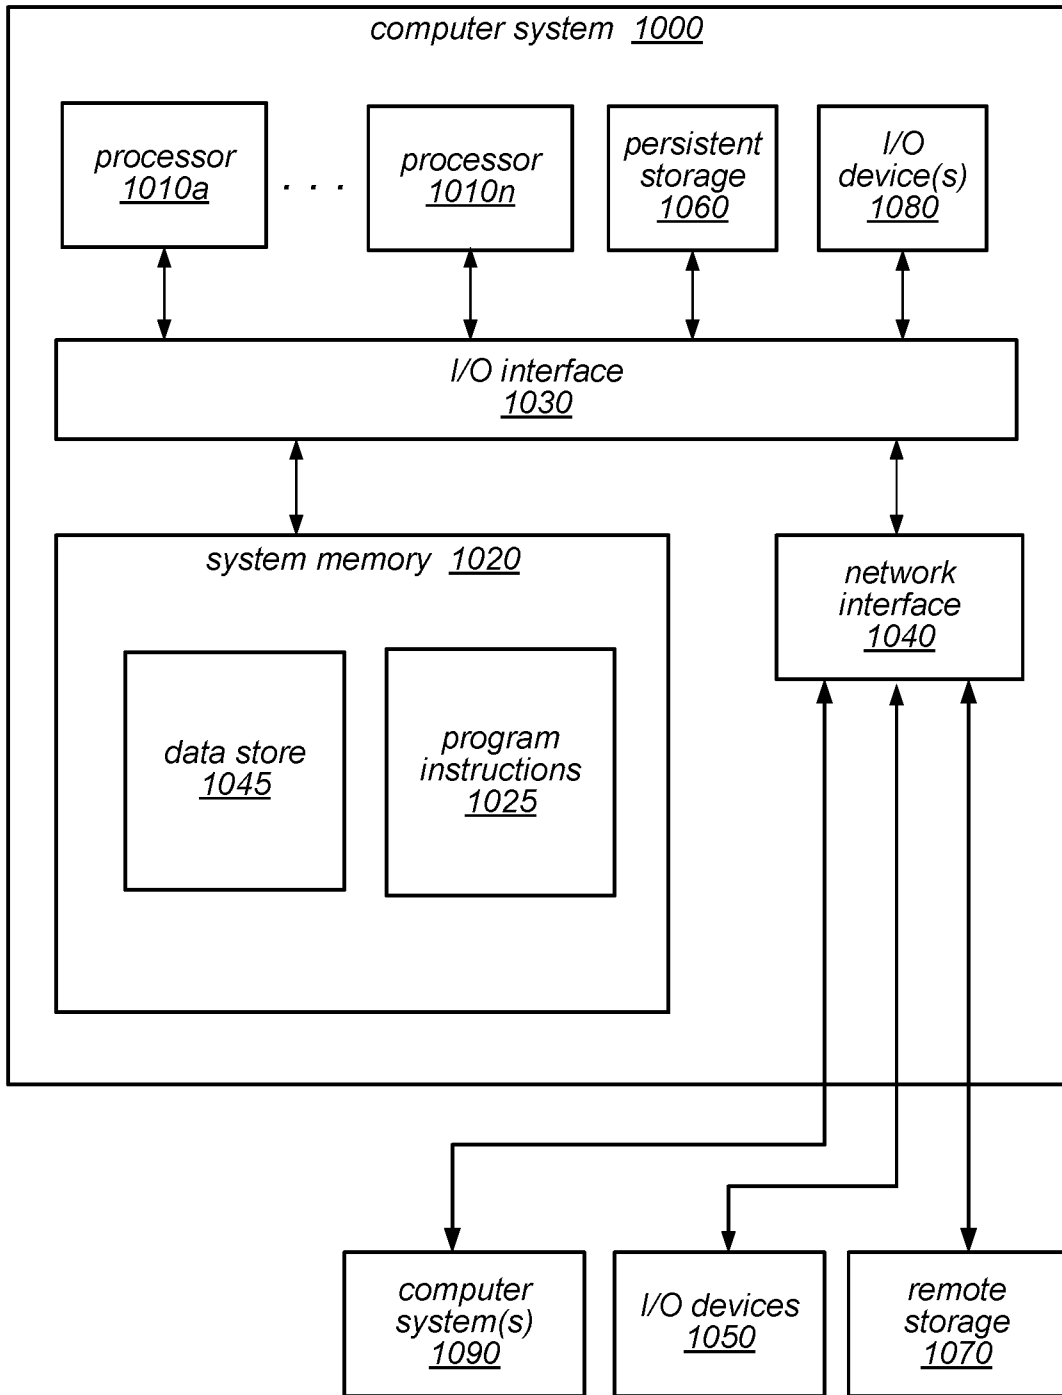 computer system 1000
processor
1010a
. . .
processor
1010n
persistent
storage
1060
I/O
device(s)
1080
I/O interface
1030
system memory 1020
data store
1045
program
instructions
1025
network
interface
1040
computer
system(s)
1090
I/O devices
1050
remote
storage
1070